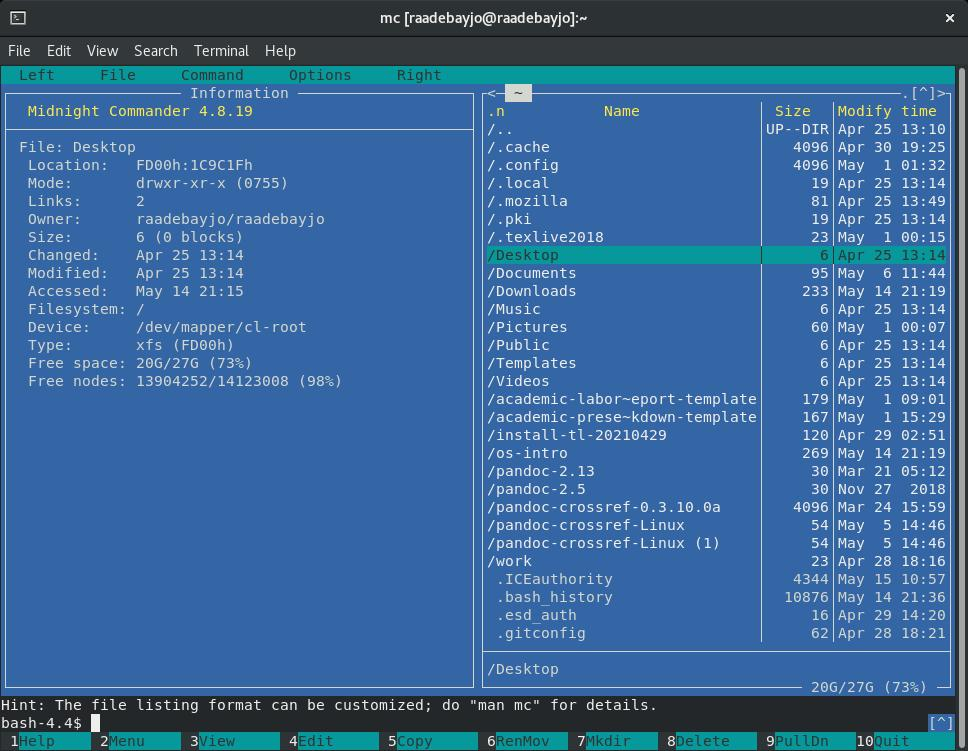 mc [raadebayjo@raadebayjo]:~
File Edit View Search Terminal Help
Left File Command Options Right
Information
Midnight Commander 4.8.19
File: Desktop
Location: FD00h:1C9C1Fh
Mode: drwxr-xr-x (0755)
Links: 2
Owner: raadebayjo/raadebayjo
Size: 6 (0 blocks)
Changed: Apr 25 13:14
Modified: Apr 25 13:14
Accessed: May 14 21:15
Filesystem: /
Device: /dev/mapper/cl-root
Type: xfs (FD00h)
Free space: 20G/27G (73%)
Free nodes: 13904252/14123008 (98%)
<─ ~ .[^]>
.n Name Size Modify time
/.. UP--DIR Apr 25 13:10
/.cache 4096 Apr 30 19:25
/.config 4096 May 1 01:32
/.local 19 Apr 25 13:14
/.mozilla 81 Apr 25 13:49
/.pki 19 Apr 25 13:14
/.texlive2018 23 May 1 00:15
/Desktop 6 Apr 25 13:14
/Documents 95 May 6 11:44
/Downloads 233 May 14 21:19
/Music 6 Apr 25 13:14
/Pictures 60 May 1 00:07
/Public 6 Apr 25 13:14
/Templates 6 Apr 25 13:14
/Videos 6 Apr 25 13:14
/academic-labor~eport-template 179 May 1 09:01
/academic-prese~kdown-template 167 May 1 15:29
/install-tl-20210429 120 Apr 29 02:51
/os-intro 269 May 14 21:19
/pandoc-2.13 30 Mar 21 05:12
/pandoc-2.5 30 Nov 27 2018
/pandoc-crossref-0.3.10.0a 4096 Mar 24 15:59
/pandoc-crossref-Linux 54 May 5 14:46
/pandoc-crossref-Linux (1) 54 May 5 14:46
/work 23 Apr 28 18:16
.ICEauthority 4344 May 15 10:57
.bash_history 10876 May 14 21:36
.esd_auth 16 Apr 29 14:20
.gitconfig 62 Apr 28 18:21
/Desktop
20G/27G (73%)
Hint: The file listing format can be customized; do "man mc" for details.
bash-4.4$ [^]
1Help 2Menu 3View 4Edit 5Copy 6RenMov 7Mkdir 8Delete 9PullDn 10Quit